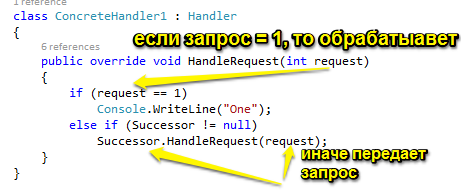 1 reference
class ConcreteHandler1 : Handler
{
если запрос = 1, то обрабатыавет
6 references
public override void HandleRequest(int request)
{
if (request == 1)
Console.WriteLine("One");
else if (Successor != null)
Successor.HandleRequest(request);
иначе передает
запрос
}
}